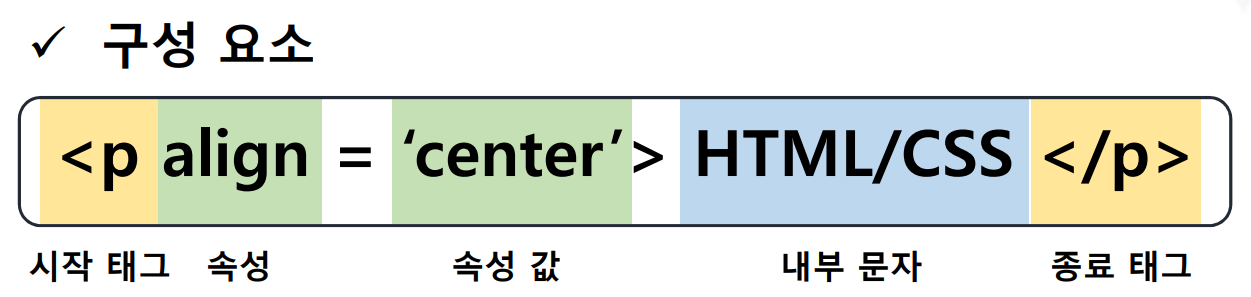 ✓ 구성 요소
<p align = ‘center’> HTML/CSS </p>
시작 태그 속성 속성 값 내부 문자 종료 태그